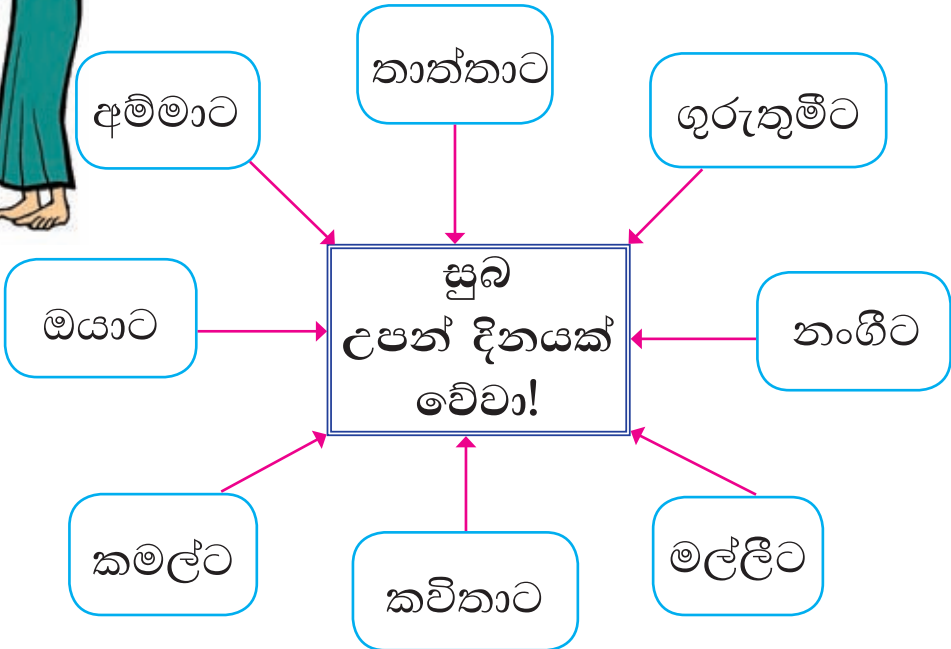 තාත්තාට
අම්මාට
ගුරුතුමීට
සුබ
උපන් දිනයක්
වේවා!
ඔයාට
නංගීට
කමල්ට
කවිතාට
මල්ලීට